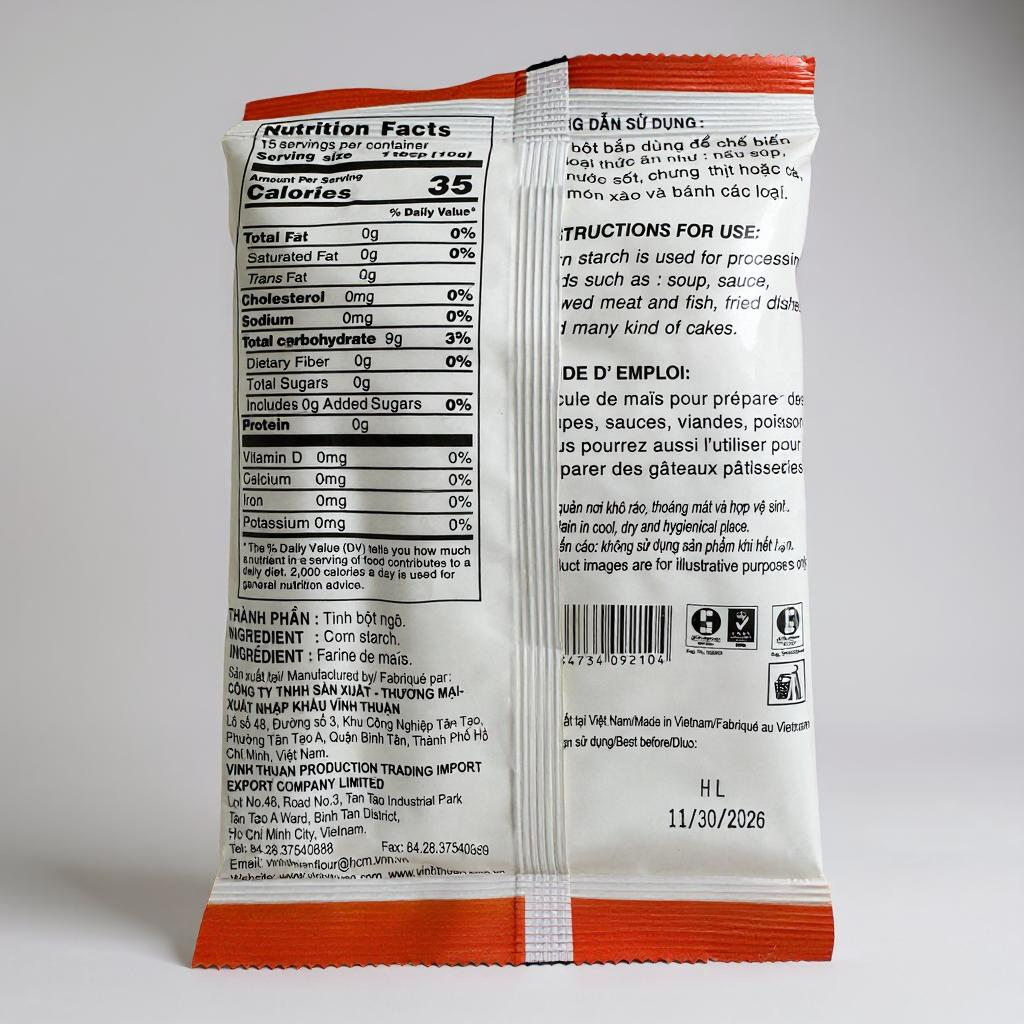 Nutrition Facts
15 servings per container
Serving size 1 tbsp (10g)
Amount Per Serving
Calories 35
% Daily Value*
Total Fat 0g 0%
Saturated Fat 0g 0%
Trans Fat 0g
Cholesterol 0mg 0%
Sodium 0mg 0%
Total carbohydrate 9g 3%
Dietary Fiber 0g 0%
Total Sugars 0g
Includes 0g Added Sugars 0%
Protein 0g
Vitamin D 0mg 0%
Calcium 0mg 0%
Iron 0mg 0%
Potassium 0mg 0%
* The % Daily Value (DV) tells you how much
a nutrient in a serving of food contributes to a
daily diet. 2,000 calories a day is used for
general nutrition advice.
THÀNH PHẦN : Tinh bột ngô.
INGREDIENT : Corn starch.
INGRÉDIENT : Farine de maïs.
Sản xuất tại/ Manufactured by/ Fabriqué par:
CÔNG TY TNHH SẢN XUẤT - THƯƠNG MẠI-
XUẤT NHẬP KHẨU VĨNH THUẬN
Lô số 48, Đường số 3, Khu Công Nghiệp Tân Tạo,
Phường Tân Tạo A, Quận Bình Tân, Thành Phố Hồ
Chí Minh, Việt Nam.
VINH THUAN PRODUCTION TRADING IMPORT
EXPORT COMPANY LIMITED
Lot No.48, Road No.3, Tan Tao Industrial Park
Tan Tao A Ward, Binh Tan District,
Ho Chi Minh City, Vietnam.
Tel: 84.28.37540888 Fax: 84.28.37540889
Email: vinhthuanflour@hcm.vnn.vn
Website:
DẪN SỬ DỤNG :
bột bắp dùng để chế biến
thức ăn như : nấu súp,
nước sốt, chưng thịt hoặc cá,
món xào và bánh các loại.
TRUCTIONS FOR USE:
n starch is used for processin
ds such as : soup, sauce,
wed meat and fish, fried dishe
many kind of cakes.
DE D' EMPLOI:
cule de maïs pour préparer des
pes, sauces, viandes, poisson
us pourrez aussi l'utiliser pour
parer des gâteaux pâtisseries
quản nơi khô ráo, thoáng mát và hợp vệ sinh.
ain in cool, dry and hygienical place.
cáo: không sử dụng sản phẩm khi hết hạn.
uct images are for illustrative purposes only
4734 092104
ất tại Việt Nam/Made in Vietnam/Fabriqué au Vietnam
sử dụng/Best before/Dluo:
HL
11/30/2026